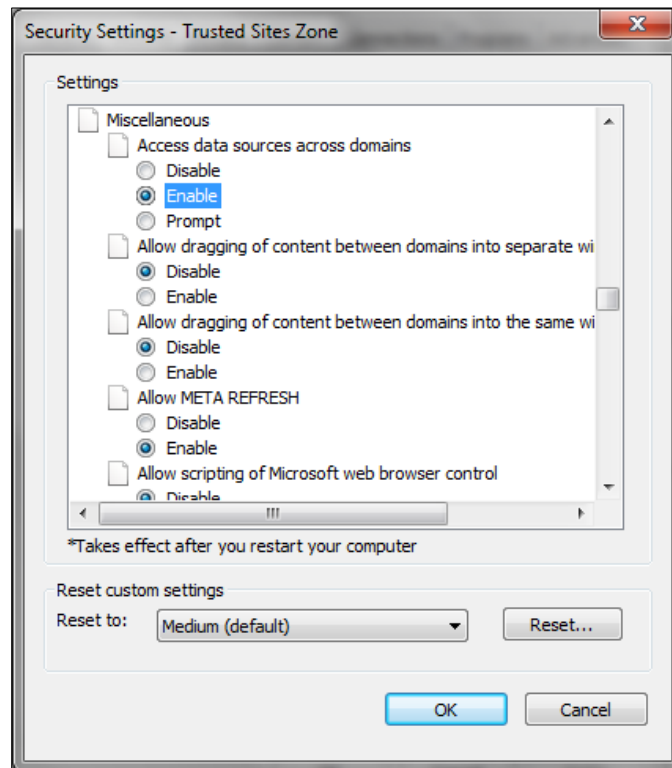 Security Settings - Trusted Sites Zone
Settings
Miscellaneous
Access data sources across domains
Disable
Enable
Prompt
Allow dragging of content between domains into separate wi
Disable
Enable
Allow dragging of content between domains into the same wi
Disable
Enable
Allow META REFRESH
Disable
Enable
Allow scripting of Microsoft web browser control
Disable
*Takes effect after you restart your computer
Reset custom settings
Reset to:
Medium (default)
Reset...
OK
Cancel